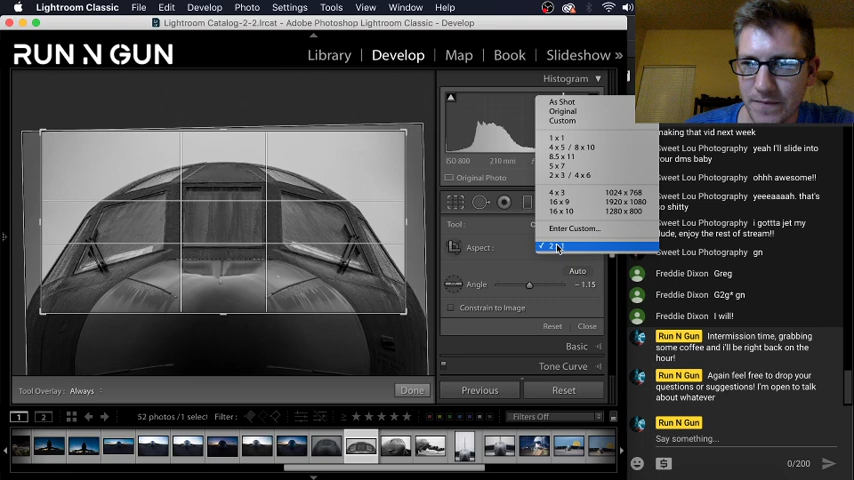 Lightroom Classic File Edit Develop Photo Settings Tools View Window Help
Lightroom Catalog-2-2.lrcat - Adobe Photoshop Lightroom Classic - Develop
RUN N GUN
Library | Develop | Map | Book | Slideshow »
Histogram ▼
ISO 800 210 mm
Original Photo
As Shot
Original
Custom
1 x 1
4 x 5 / 8 x 10
8.5 x 11
5 x 7
2 x 3 / 4 x 6
4 x 3 1024 x 768
16 x 9 1920 x 1080
16 x 10 1280 x 800
Enter Custom...
✓
Tool:
Aspect:
Auto
Angle - 1.15
Constrain to Image
Reset Close
Basic
Tone Curve
Tool Overlay: Always
Done
Previous Reset
1 2 52 photos /1 select Filter: Filters Off
making that vid next week
Sweet Lou Photography yeah I'll slide into
your dms baby
Sweet Lou Photography ohhh awesome!!
Sweet Lou Photography yeeeaaaah. that's
so shitty
Sweet Lou Photography i gottta jet my
dude, enjoy the rest of stream!!
Sweet Lou Photography gn
Freddie Dixon Greg
Freddie Dixon G2g* gn
Freddie Dixon I will!
Run N Gun Intermission time, grabbing
some coffee and i'll be right back on the
hour!
Run N Gun Again feel free to drop your
questions or suggestions! I'm open to talk
about whatever
Run N Gun
Say something...
0/200